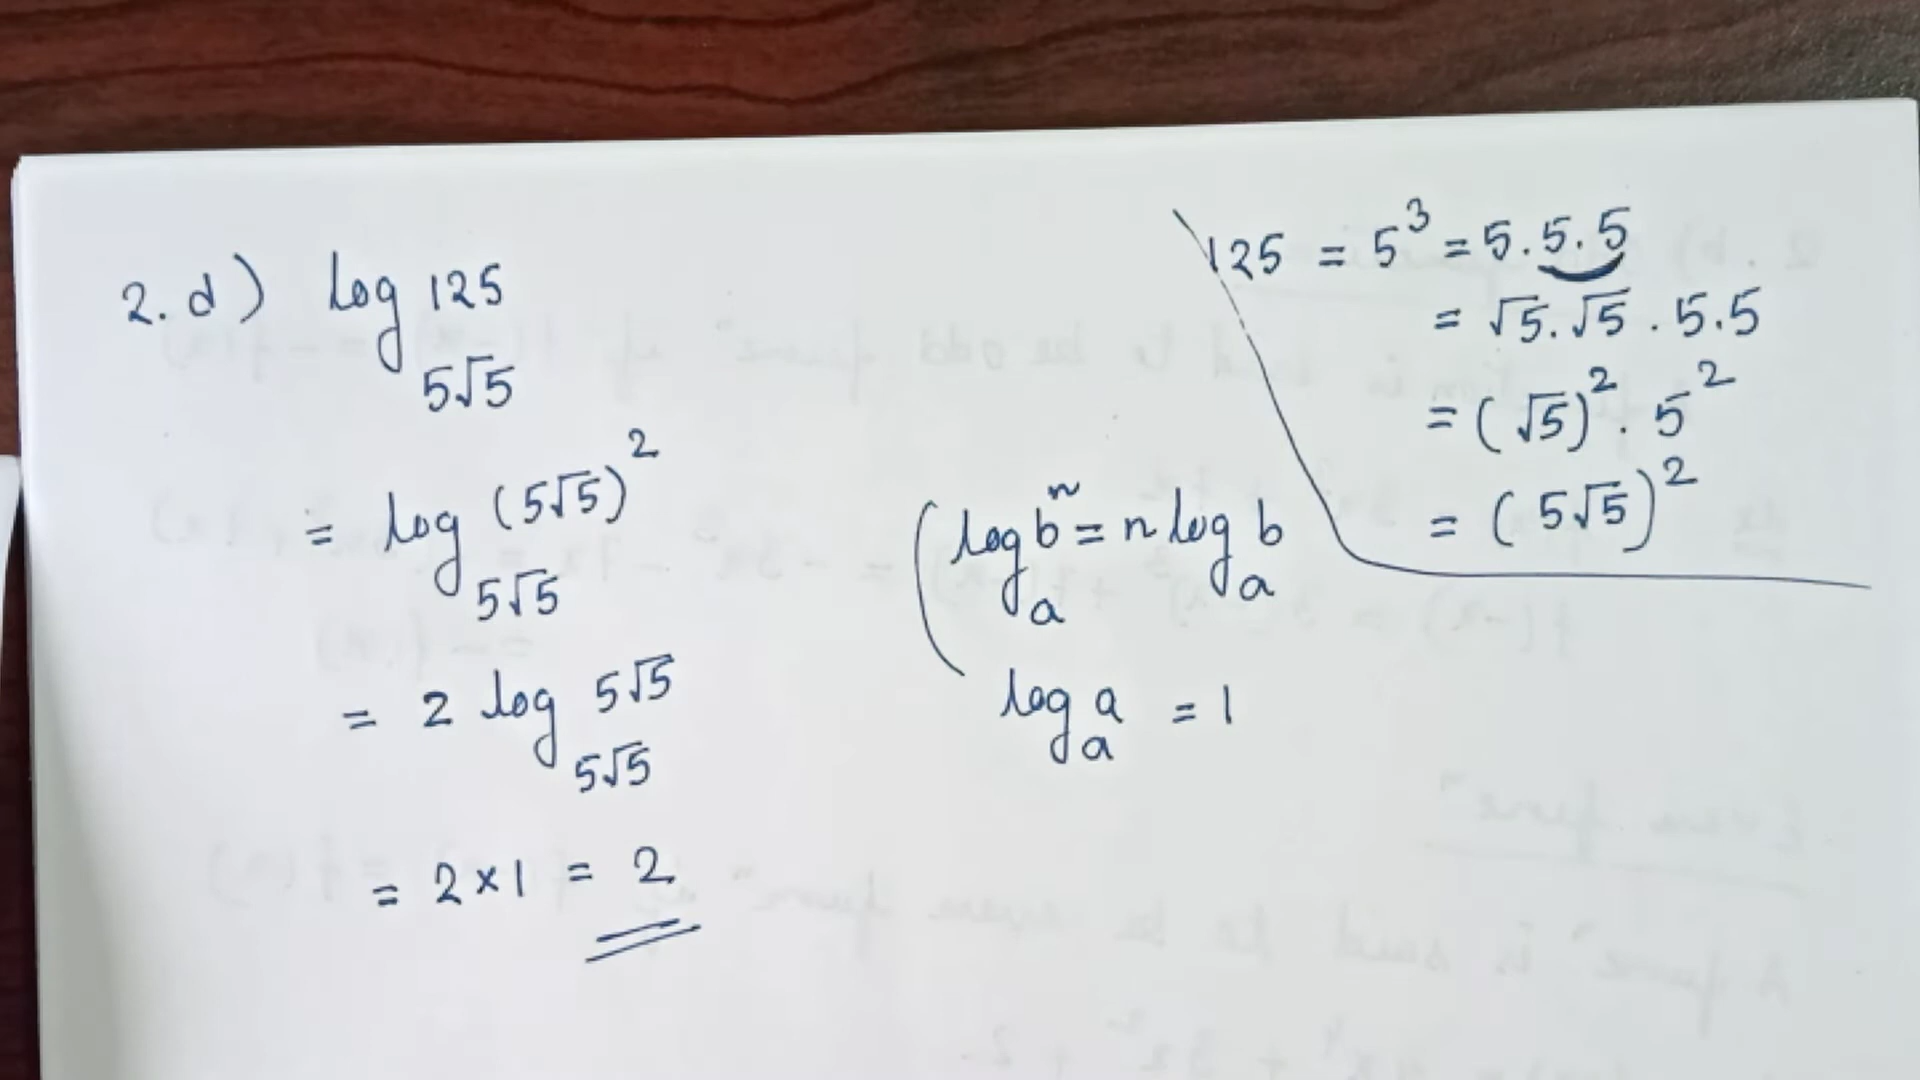 2.d) log_{5√5} 125
= log_{5√5} (5√5)^2
= 2 log_{5√5} 5√5
= 2 × 1 = 2
(log_a b^n = n log_a b
log_a a = 1
125 = 5^3 = 5.5.5
= √5.√5 . 5.5
= (√5)^2 . 5^2
= (5√5)^2